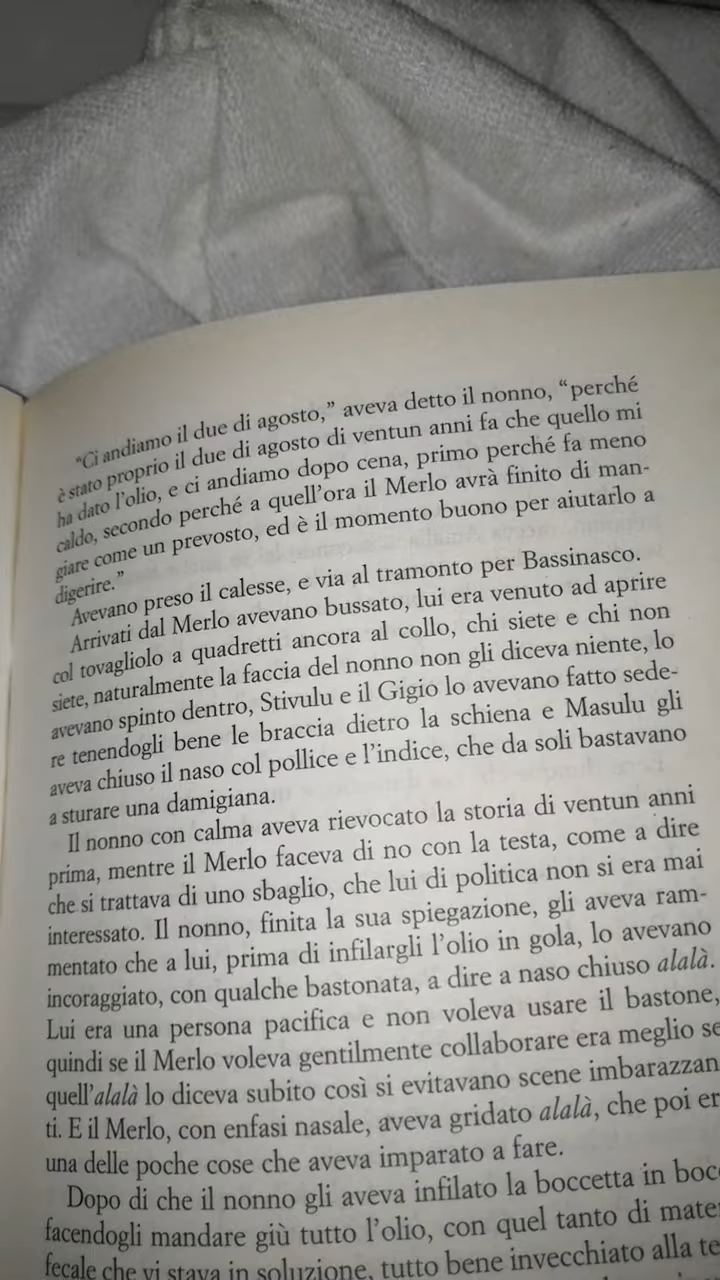 “Ci andiamo il due di agosto,” aveva detto il nonno, “perché
è stato proprio il due di agosto di ventun anni fa che quello mi
ha dato l’olio, e ci andiamo dopo cena, primo perché fa meno
caldo, secondo perché a quell’ora il Merlo avrà finito di man-
giare come un prevosto, ed è il momento buono per aiutarlo a
digerire.”
Avevano preso il calesse, e via al tramonto per Bassinasco.
Arrivati dal Merlo avevano bussato, lui era venuto ad aprire
col tovagliolo a quadretti ancora al collo, chi siete e chi non
siete, naturalmente la faccia del nonno non gli diceva niente, lo
avevano spinto dentro, Stivulu e il Gigio lo avevano fatto sede-
re tenendogli bene le braccia dietro la schiena e Masulu gli
aveva chiuso il naso col pollice e l’indice, che da soli bastavano
a sturare una damigiana.
Il nonno con calma aveva rievocato la storia di ventun anni
prima, mentre il Merlo faceva di no con la testa, come a dire
che si trattava di uno sbaglio, che lui di politica non si era mai
interessato. Il nonno, finita la sua spiegazione, gli aveva ram-
mentato che a lui, prima di infilargli l’olio in gola, lo avevano
incoraggiato, con qualche bastonata, a dire a naso chiuso alalà.
Lui era una persona pacifica e non voleva usare il bastone,
quindi se il Merlo voleva gentilmente collaborare era meglio se
quell’alalà lo diceva subito così si evitavano scene imbarazzan
ti. E il Merlo, con enfasi nasale, aveva gridato alalà, che poi er
una delle poche cose che aveva imparato a fare.
Dopo di che il nonno gli aveva infilato la boccetta in bocc
facendogli mandare giù tutto l’olio, con quel tanto di mate
fecale che vi stava in soluzione, tutto bene invecchiato alla te